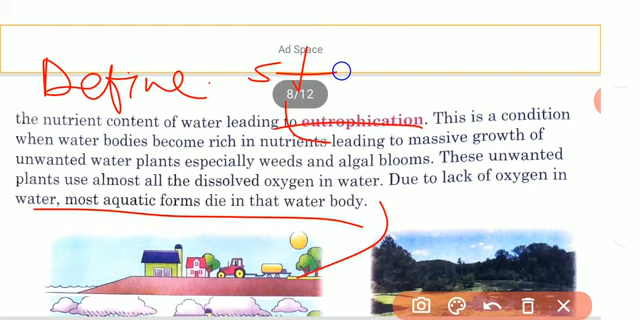 Ad Space
Define. st
8/12
the nutrient content of water leading to eutrophication. This is a condition
when water bodies become rich in nutrients leading to massive growth of
unwanted water plants especially weeds and algal blooms. These unwanted
plants use almost all the dissolved oxygen in water. Due to lack of oxygen in
water, most aquatic forms die in that water body.